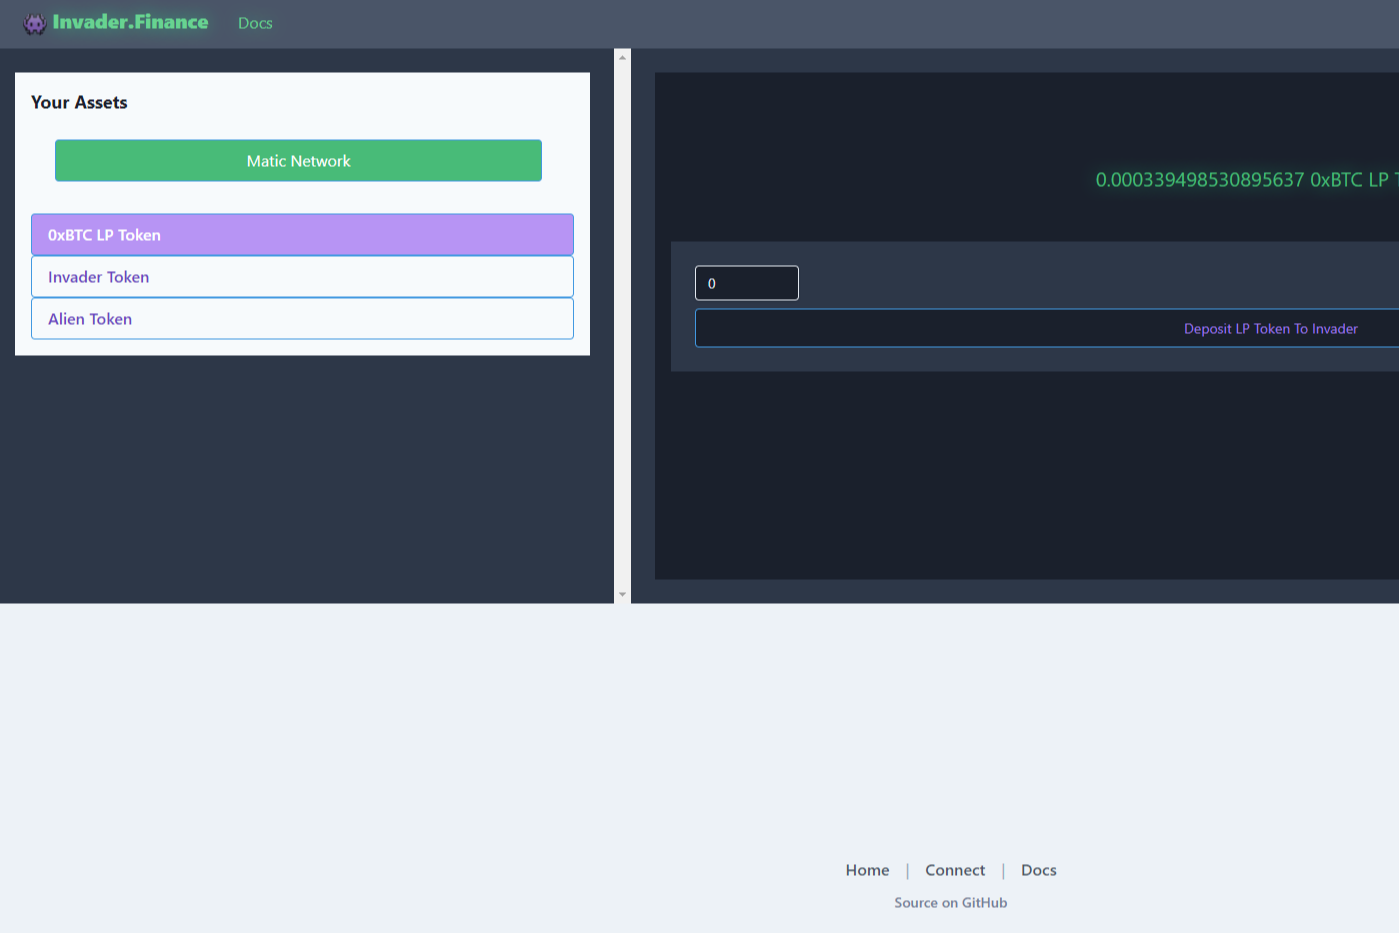 Invader.Finance Docs
Your Assets
Matic Network
0xBTC LP Token
Invader Token
Alien Token
0.000339498530895637 0xBTC LP
0
Deposit LP Token To Invader
Home | Connect | Docs
Source on GitHub